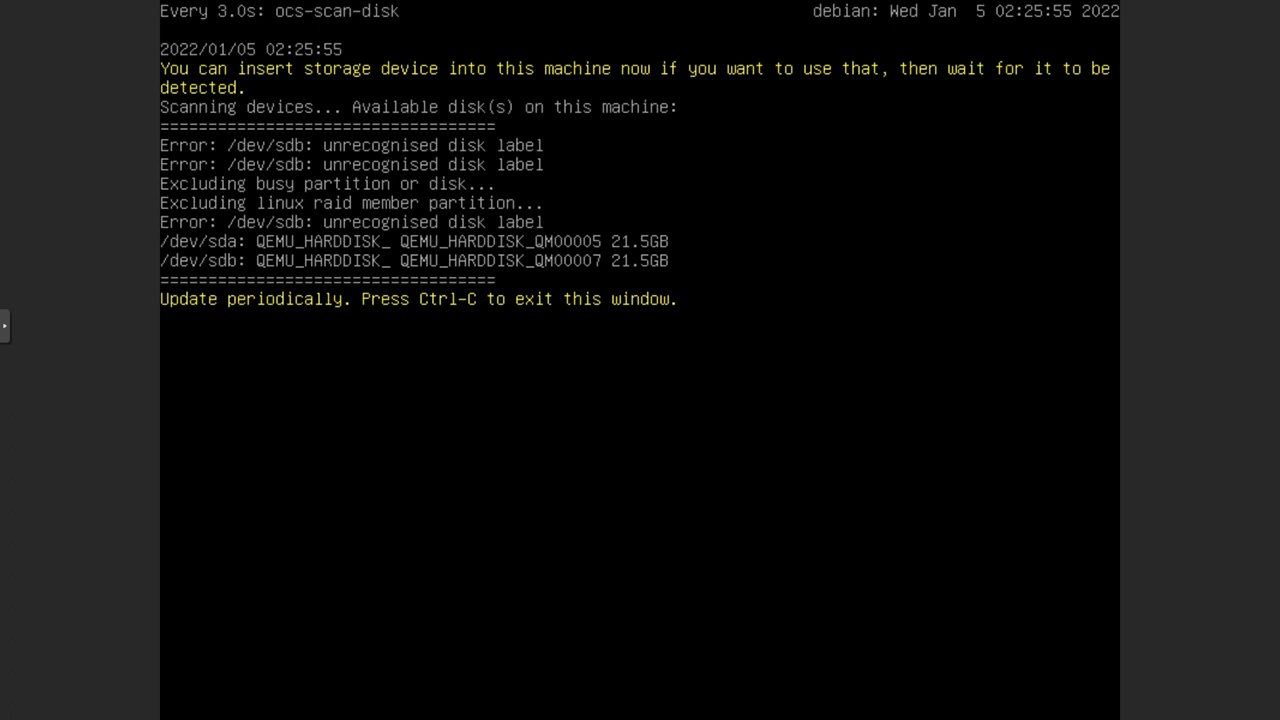 Every 3.0s: ocs-scan-disk debian: Wed Jan  5 02:25:55 2022
2022/01/05 02:25:55
You can insert storage device into this machine now if you want to use that, then wait for it to be
detected.
Scanning devices... Available disk(s) on this machine:
===================================
Error: /dev/sdb: unrecognised disk label
Error: /dev/sdb: unrecognised disk label
Excluding busy partition or disk...
Excluding linux raid member partition...
Error: /dev/sdb: unrecognised disk label
/dev/sda: QEMU_HARDDISK_ QEMU_HARDDISK_QM00005 21.5GB
/dev/sdb: QEMU_HARDDISK_ QEMU_HARDDISK_QM00007 21.5GB
===================================
Update periodically. Press Ctrl-C to exit this window.